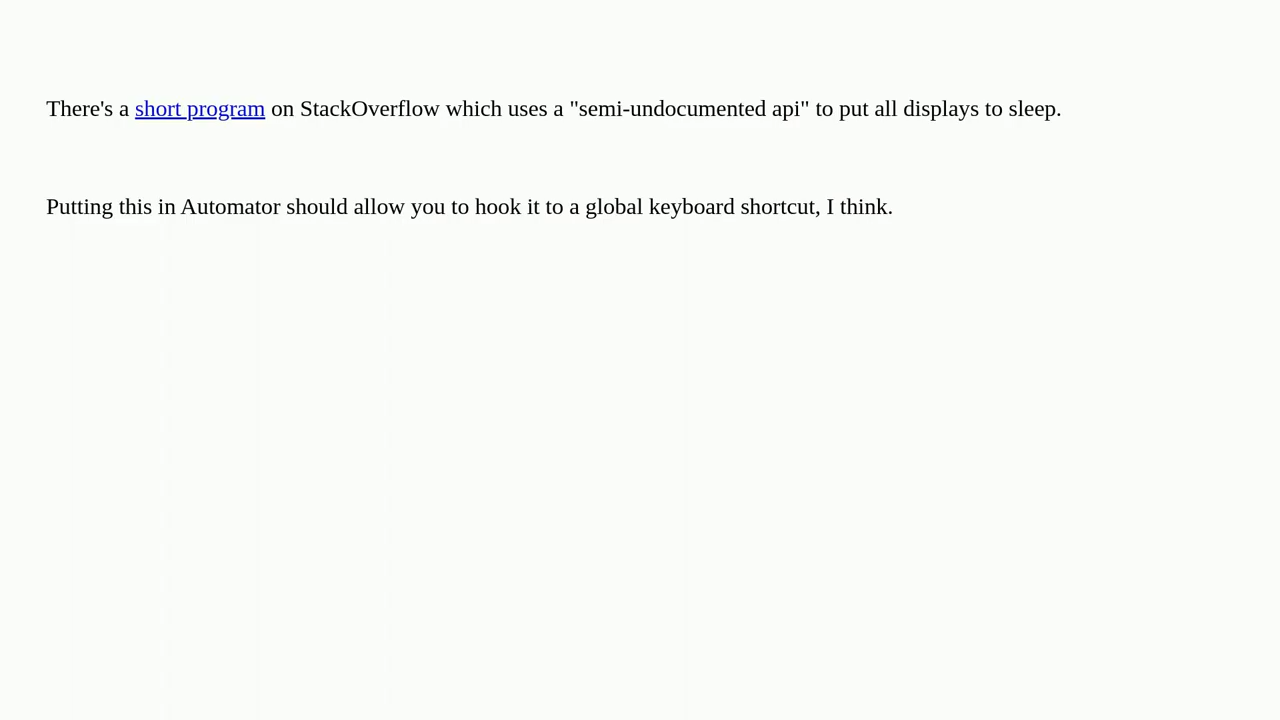 There's a short program on StackOverflow which uses a "semi-undocumented api" to put all displays to sleep.
Putting this in Automator should allow you to hook it to a global keyboard shortcut, I think.